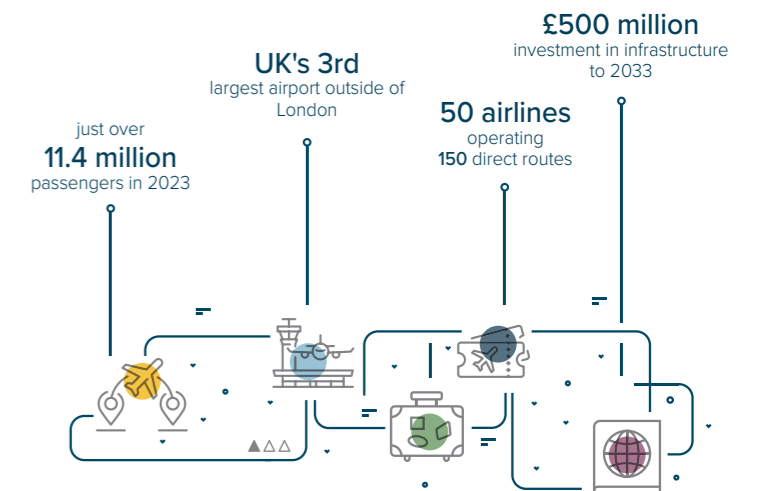 just over
11.4 million
passengers in 2023
UK's 3rd
largest airport outside of
London
50 airlines
operating
150 direct routes
£500 million
investment in infrastructure
to 2033